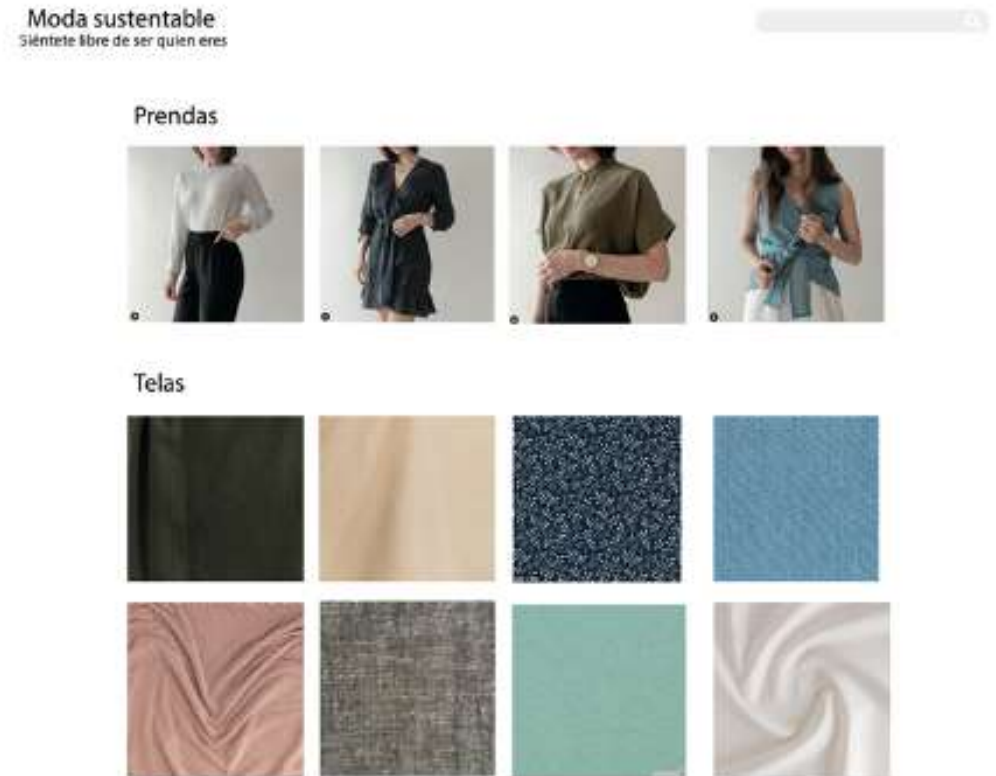 Moda sustentable
Siéntete libre de ser quien eres
Prendas
Telas